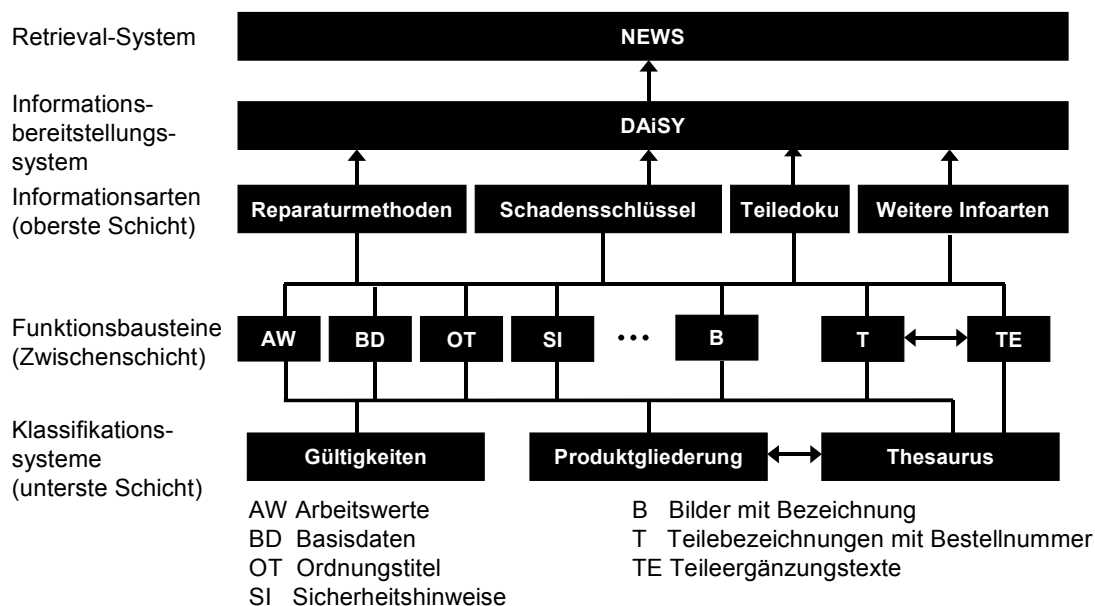 Retrieval-System
NEWS
Informations-
bereitstellungs-
system
DAiSY
Informationsarten
(oberste Schicht)
Reparaturmethoden
Schadensschlüssel
Teiledoku
Weitere Infoarten
Funktionsbausteine
(Zwischenschicht)
AW
BD
OT
SI
...
B
T
TE
Klassifikations-
systeme
(unterste Schicht)
Gültigkeiten
Produktgliederung
Thesaurus
AW Arbeitswerte
BD Basisdaten
OT Ordnungstitel
SI Sicherheitshinweise
B Bilder mit Bezeichnung
T Teilebezeichnungen mit Bestellnummer
TE Teileergänzungstexte